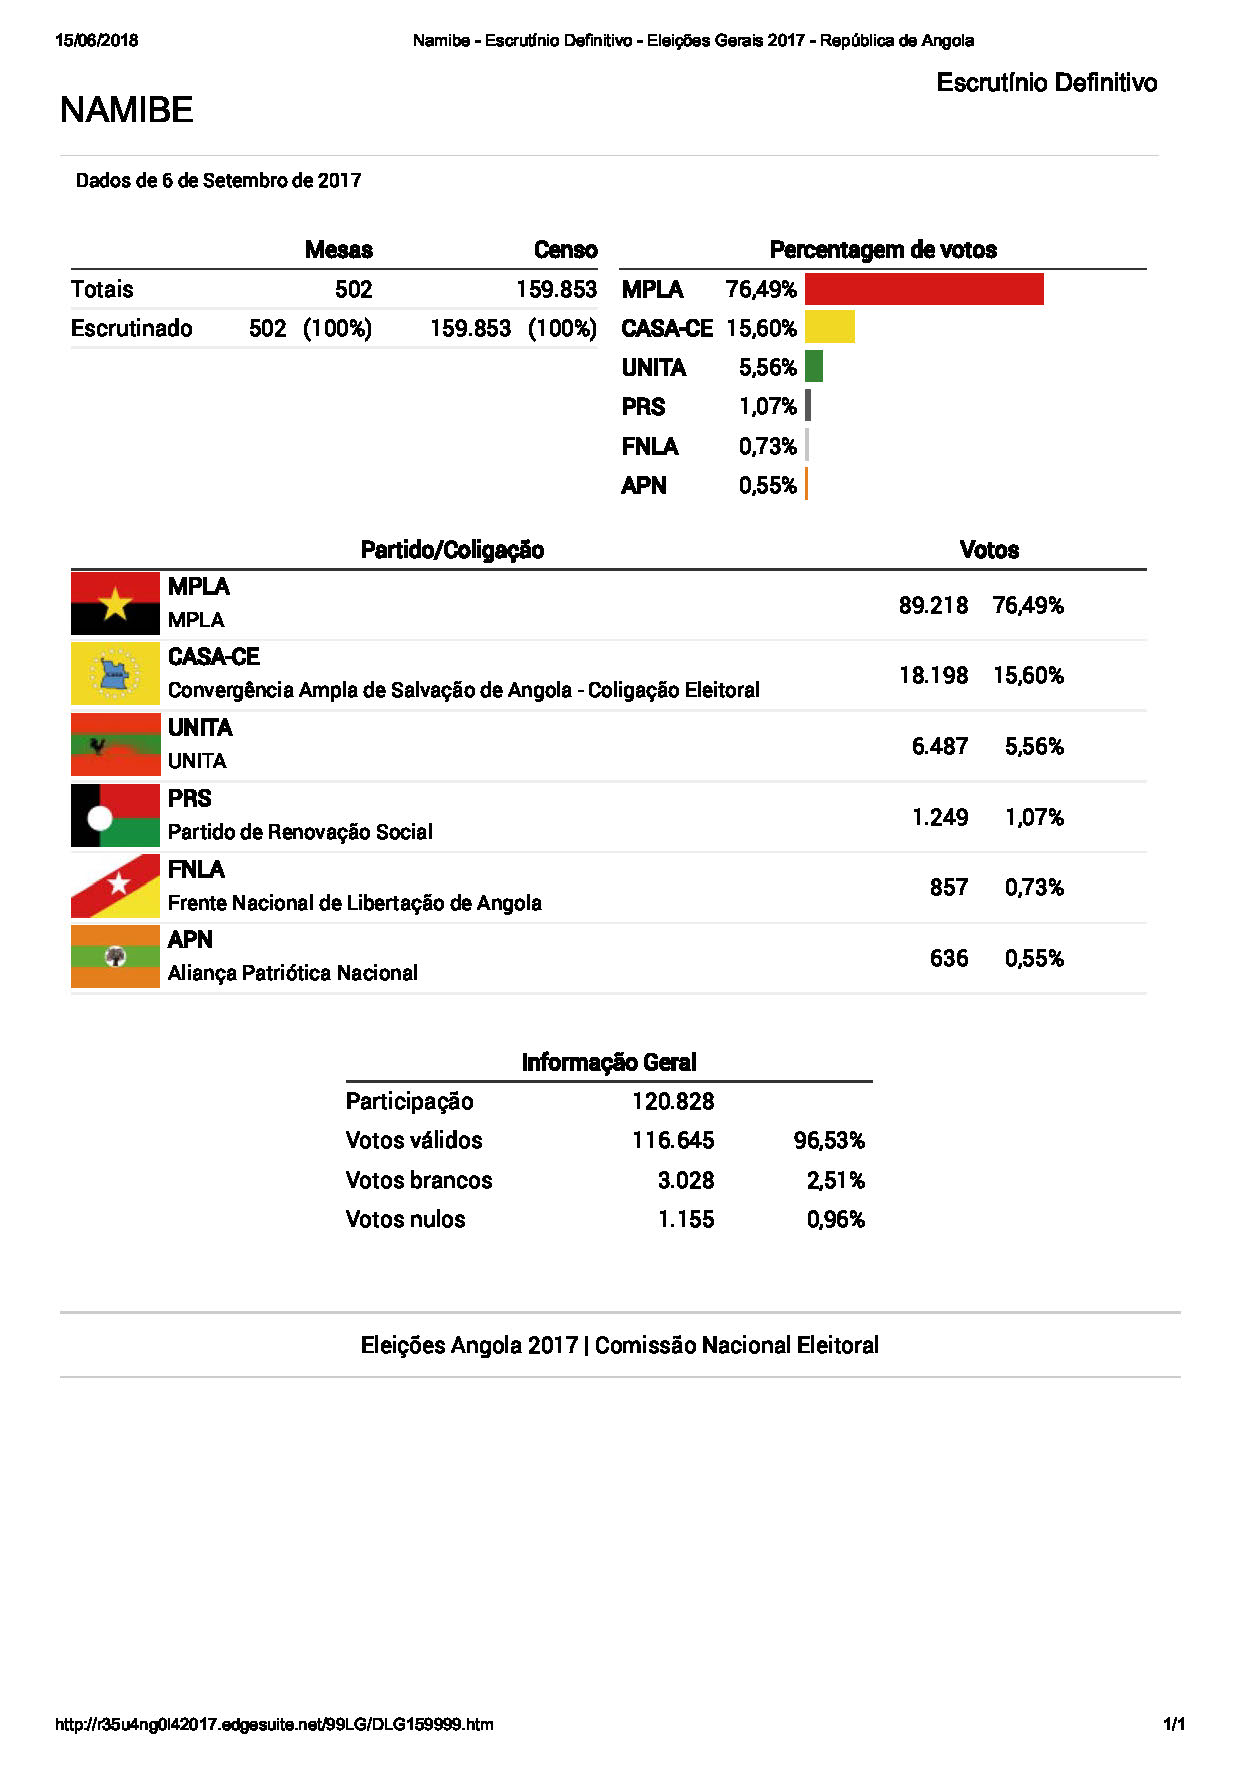 15/06/2018 Namibe - Escrutínio Definitivo - Eleições Gerais 2017 - República de Angola
Escrutínio Definitivo
NAMIBE
Dados de 6 de Setembro de 2017
Mesas Censo
Totais 502 159.853
Escrutinado 502 (100%) 159.853 (100%)
Percentagem de votos
MPLA 76,49%
CASA-CE 15,60%
UNITA 5,56%
PRS 1,07%
FNLA 0,73%
APN 0,55%
Partido/Coligação Votos
MPLA
MPLA
89.218 76,49%
CASA-CE
Convergência Ampla de Salvação de Angola - Coligação Eleitoral
18.198 15,60%
UNITA
UNITA
6.487 5,56%
PRS
Partido de Renovação Social
1.249 1,07%
FNLA
Frente Nacional de Libertação de Angola
857 0,73%
APN
Aliança Patriótica Nacional
636 0,55%
Informação Geral
Participação 120.828
Votos válidos 116.645 96,53%
Votos brancos 3.028 2,51%
Votos nulos 1.155 0,96%
Eleições Angola 2017 | Comissão Nacional Eleitoral
http://r35u4ng0l42017.edgesuite.net/99LG/DLG159999.htm 1/1